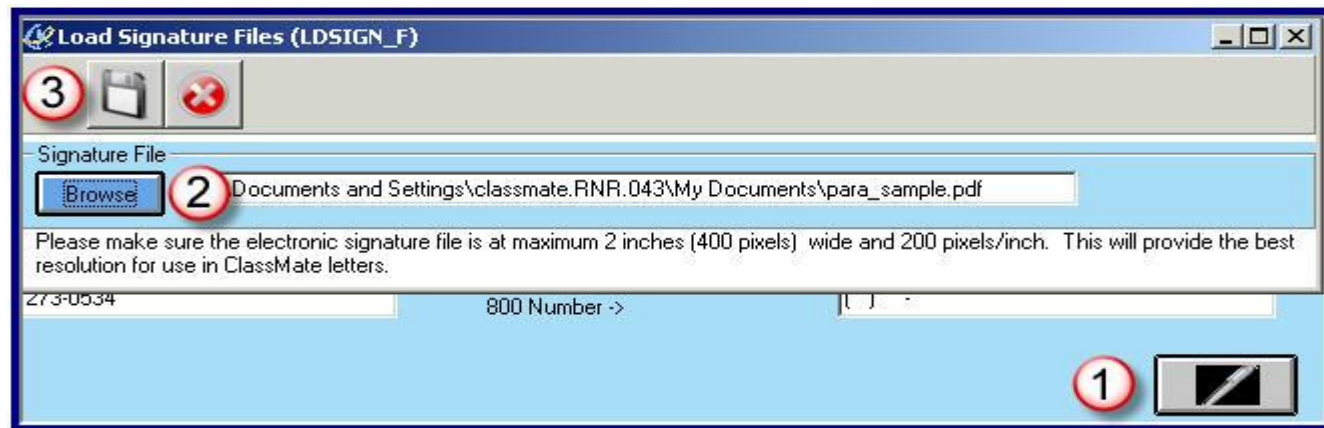 Load Signature Files (LDSIGN_F)
3
Signature File
Browse
2
Documents and Settings\classmate.RNR.043\My Documents\para_sample.pdf
Please make sure the electronic signature file is at maximum 2 inches (400 pixels) wide and 200 pixels/inch. This will provide the best
resolution for use in ClassMate letters.
273-0534
800 Number -> ( ) -
1